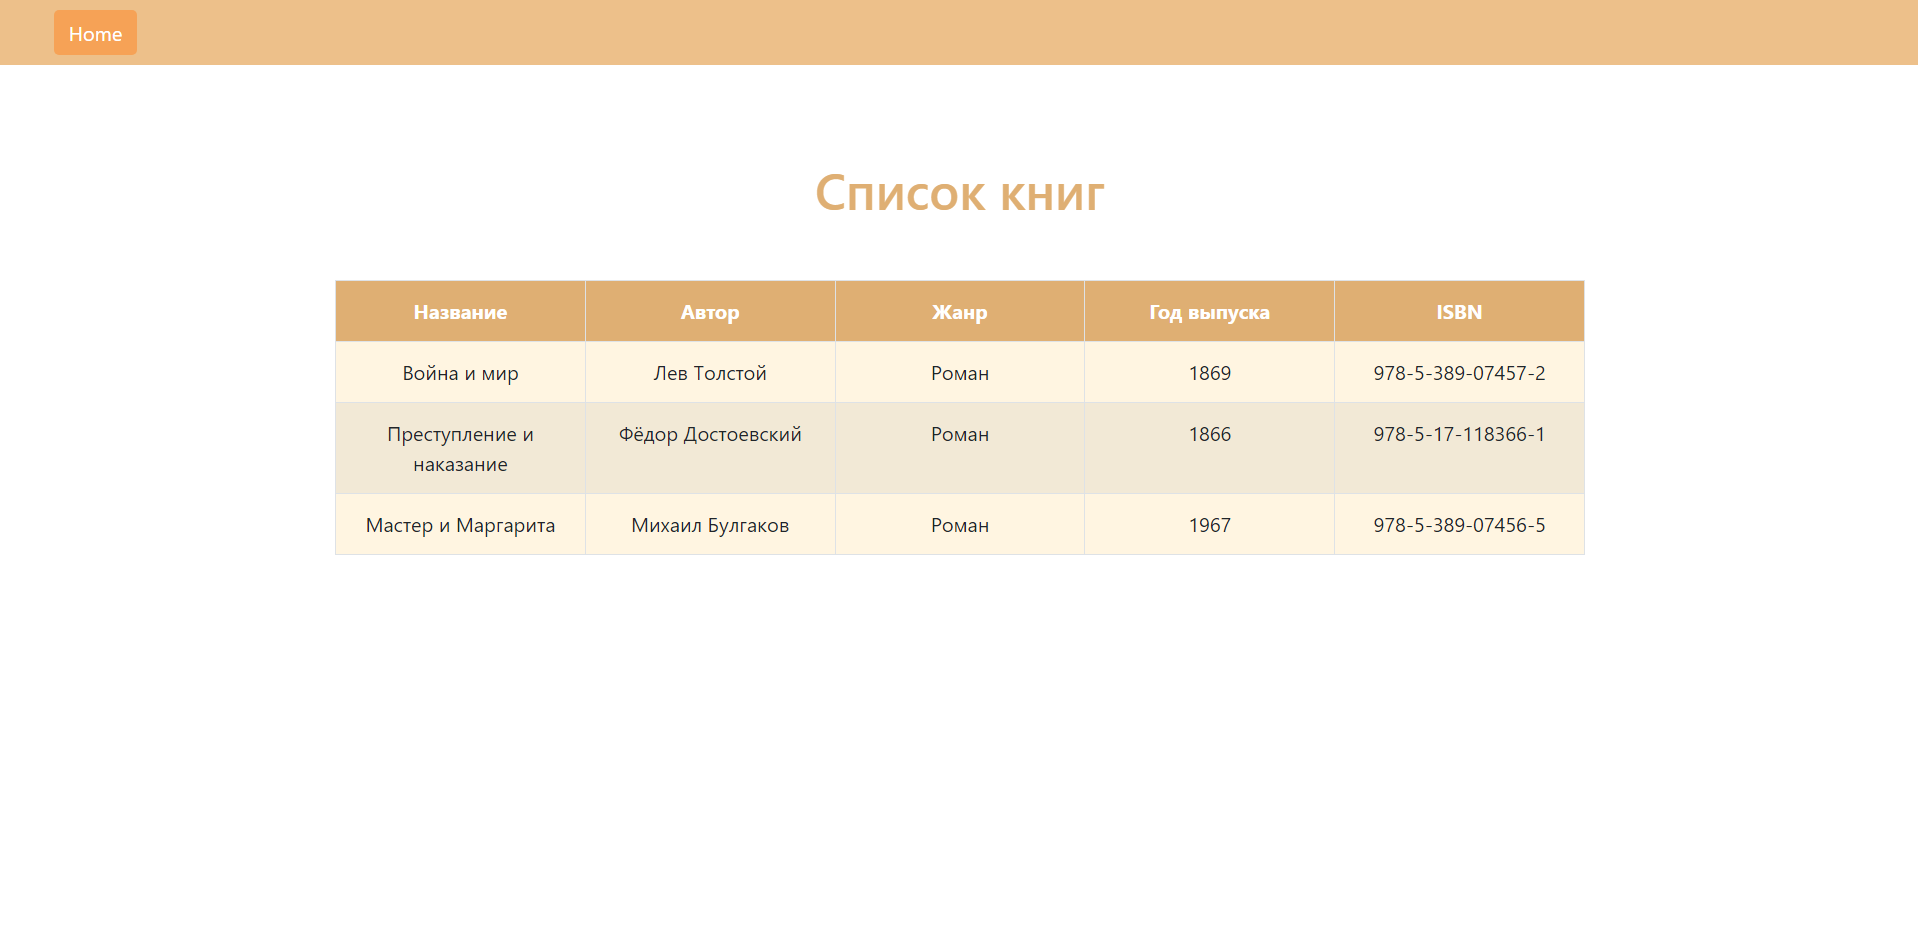 Home
Список книг
Название Автор Жанр Год выпуска ISBN
Война и мир Лев Толстой Роман 1869 978-5-389-07457-2
Преступление и Фёдор Достоевский Роман 1866 978-5-17-118366-1
наказание
Мастер и Маргарита Михаил Булгаков Роман 1967 978-5-389-07456-5